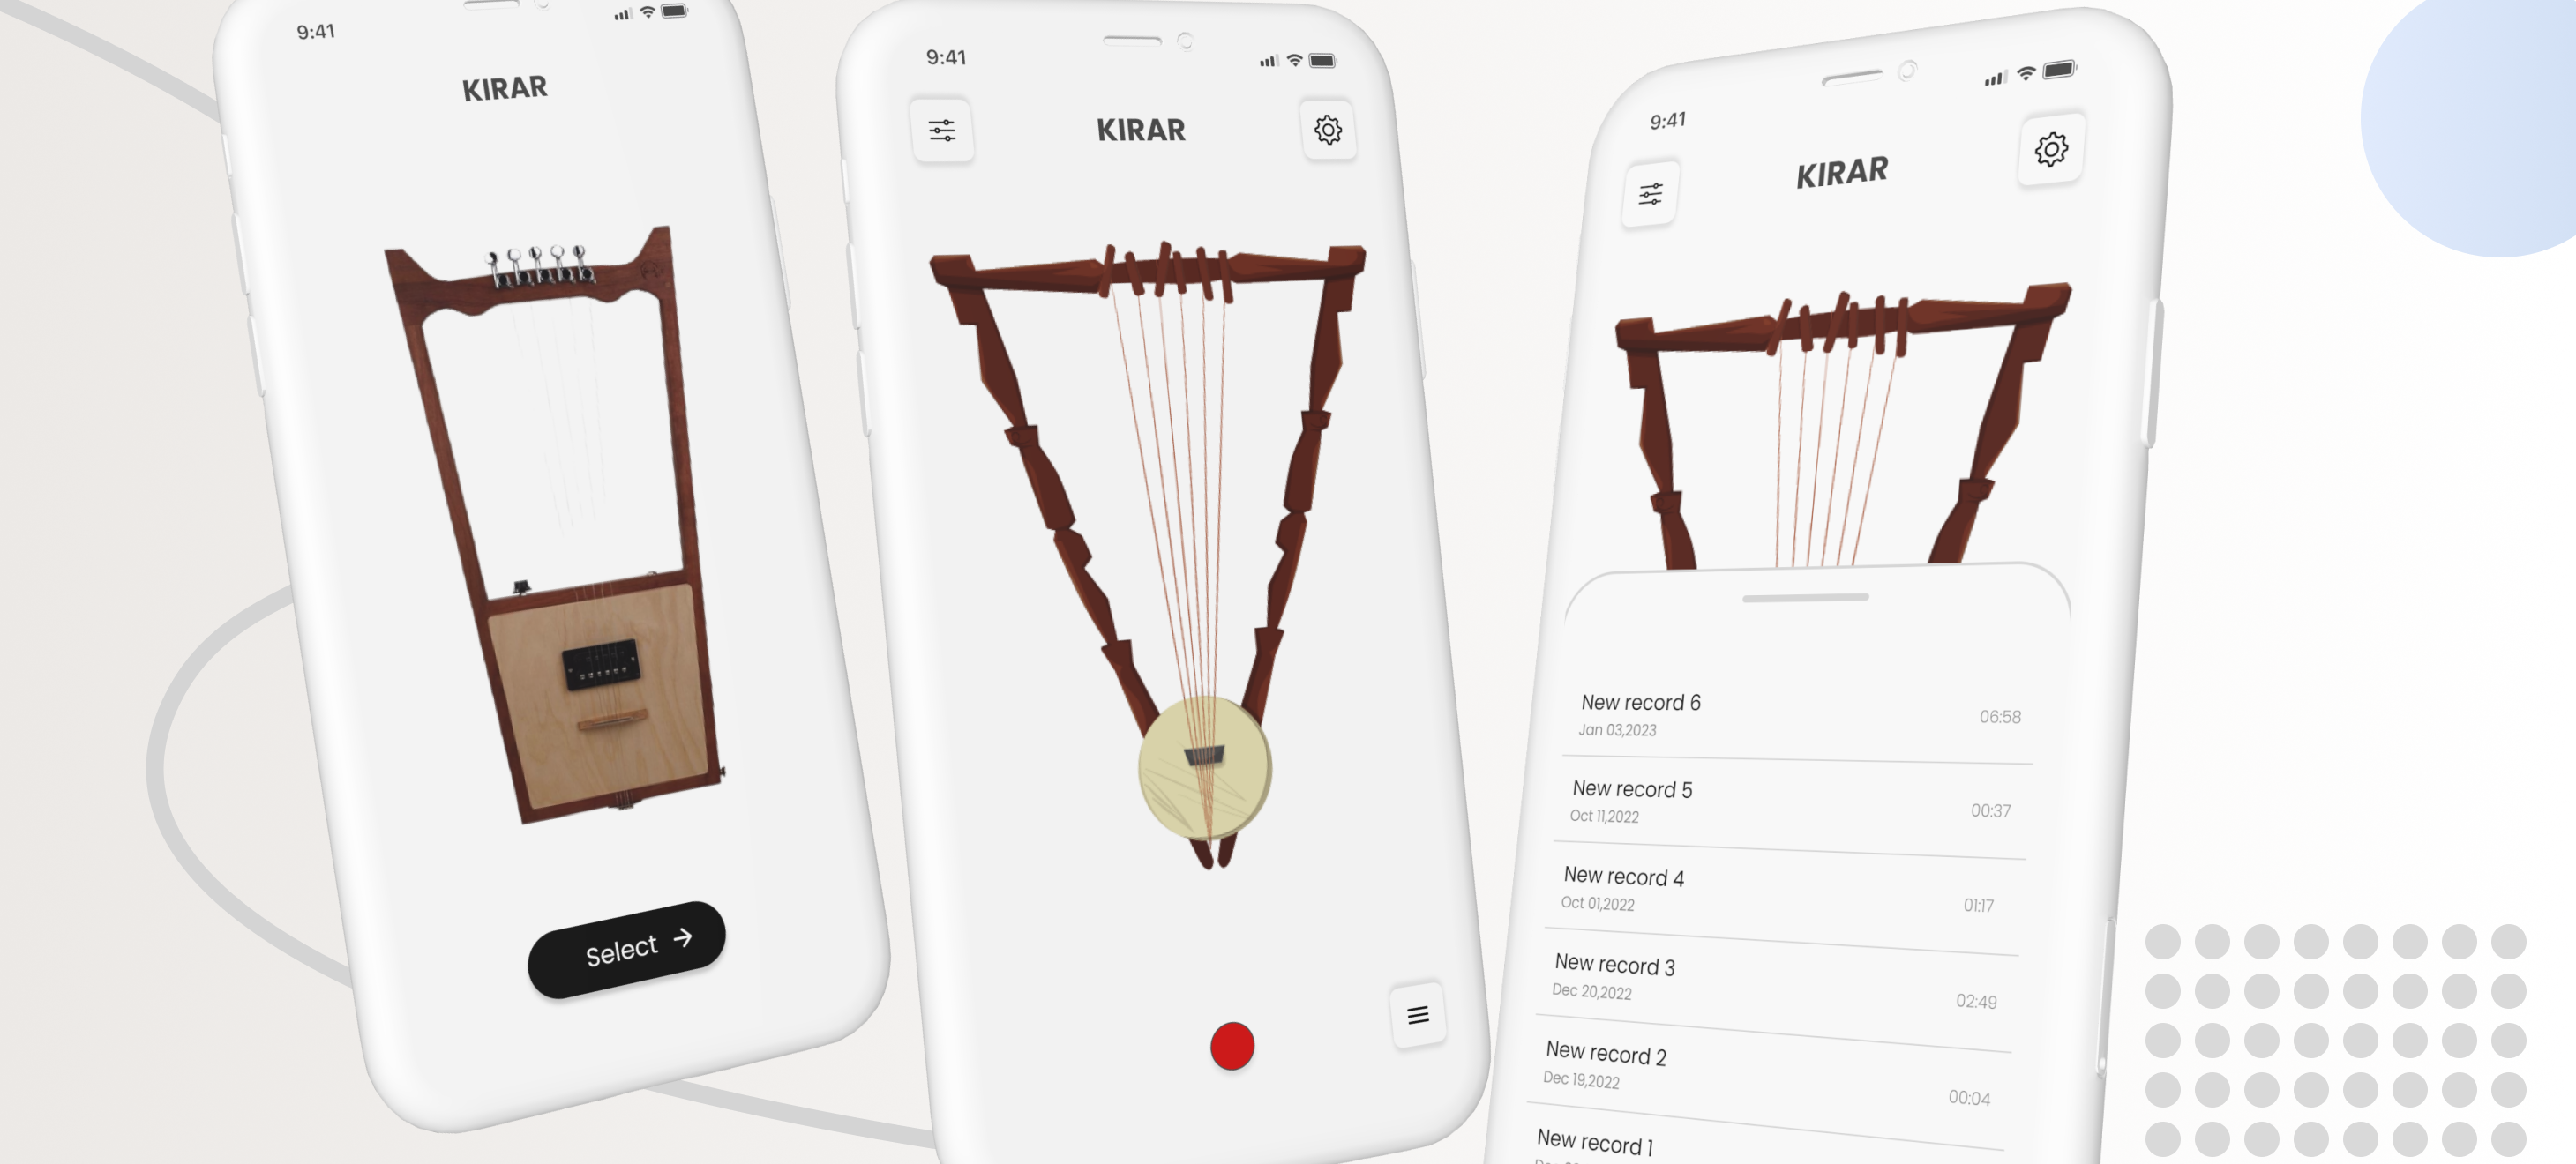 9:41
KIRAR
Select
9:41
KIRAR
9:41
KIRAR
New record 6
Jan 03,2023
06:58
New record 5
Oct 11,2022
00:37
New record 4
Oct 01,2022
01:17
New record 3
Dec 20,2022
02:49
New record 2
Dec 19,2022
00:04
New record 1